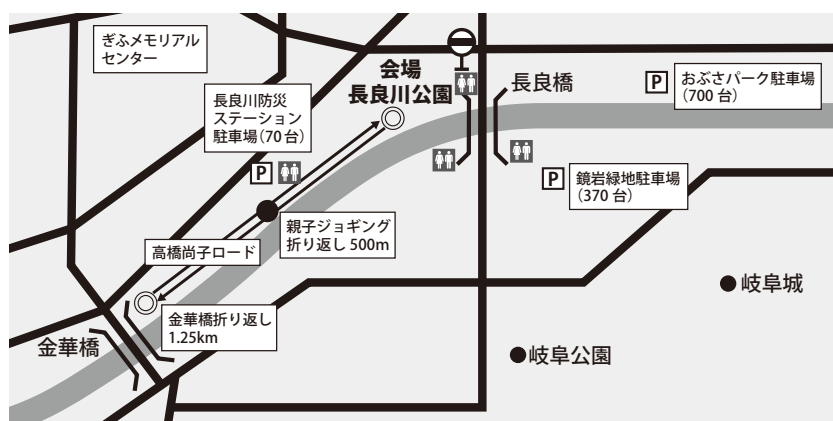 ぎふメモリアル
センター
会場
長良川公園
長良橋
P
おぶさパーク駐車場
（700 台）
長良川防災
ステーション
駐車場（70 台）
P
P
鏡岩緑地駐車場
（370 台）
親子ジョギング
折り返し 500m
高橋尚子ロード
金華橋折り返し
1.25km
金華橋
岐阜城
岐阜公園